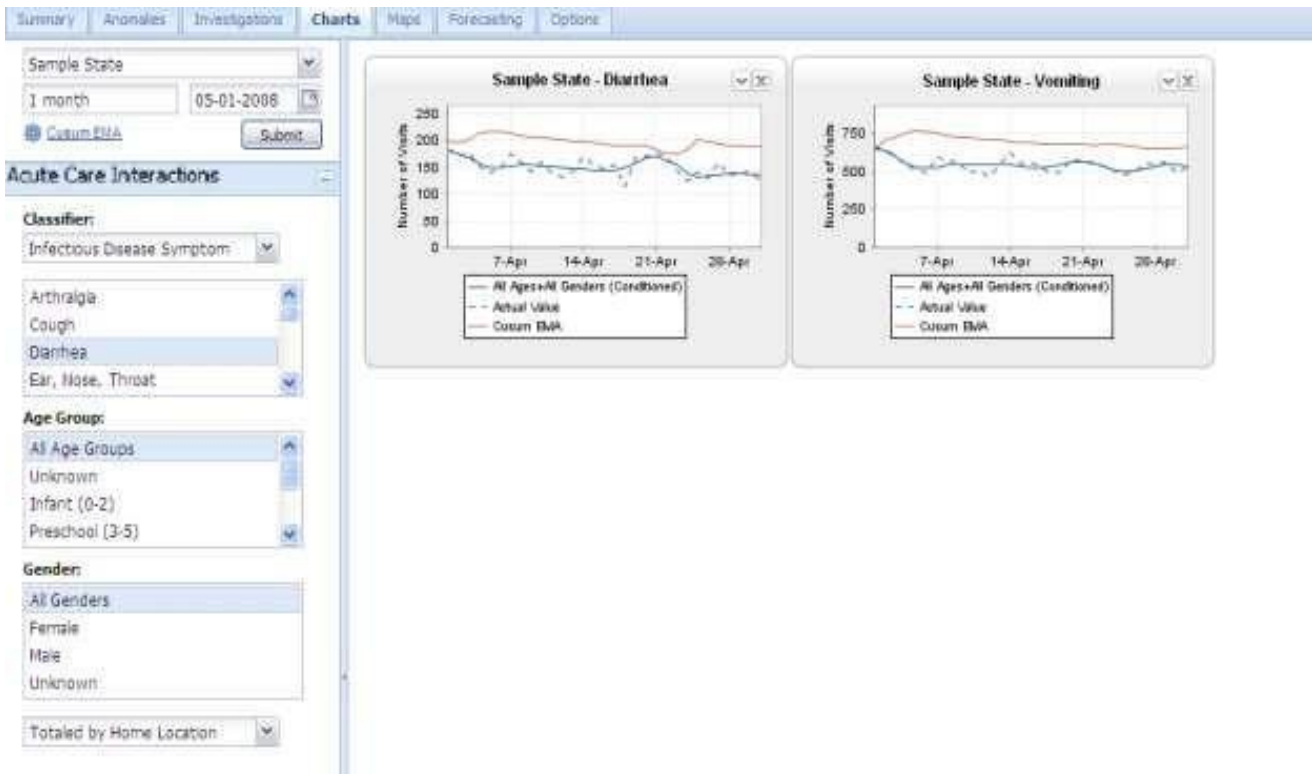 Summary Anomalies Investigations Charts Maps Forecasting Options
Sample State
1 month 05-01-2008
Cusum EMA Submit
Acute Care Interactions
Classifier:
Infectious Disease Symptom
Arthralgia
Cough
Diarrhea
Ear, Nose, Throat
Age Group:
All Age Groups
Unknown
Infant (0-2)
Preschool (3-5)
Gender:
All Genders
Female
Male
Unknown
Totaled by Home Location
Sample State - Diarrhea
Number of Visits
250
200
150
100
50
0
7-Apr 14-Apr 21-Apr 28-Apr
All Ages+All Genders (Conditioned)
Actual Value
Cusum EMA
Sample State - Vomiting
Number of Visits
750
500
250
0
7-Apr 14-Apr 21-Apr 28-Apr
All Ages+All Genders (Conditioned)
Actual Value
Cusum EMA